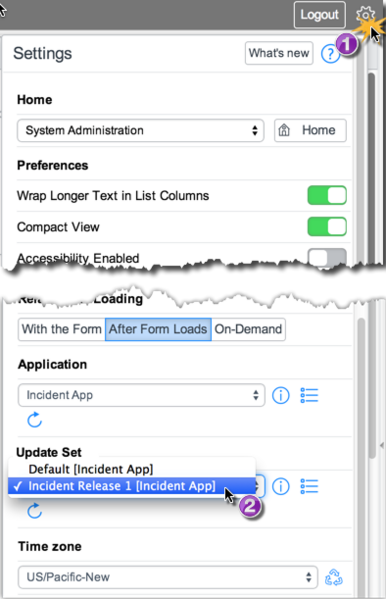 Logout
1
Settings
What's new
?
Home
System Administration
Home
Preferences
Wrap Longer Text in List Columns
Compact View
Accessibility Enabled
Loading
With the Form After Form Loads On-Demand
Application
Incident App
Update Set
Default [Incident App]
✓ Incident Release 1 [Incident App]
2
Time zone
US/Pacific-New